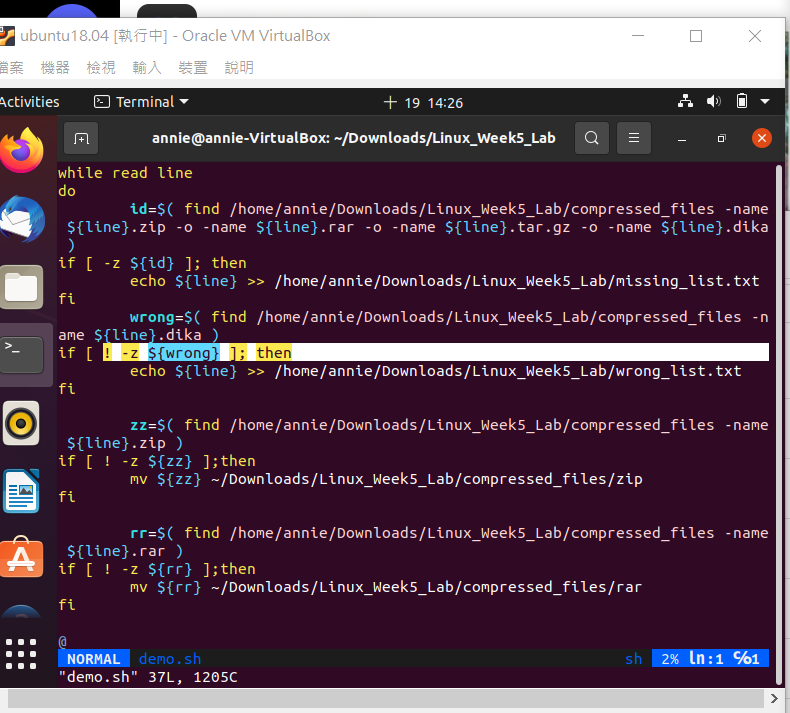 ubuntu18.04 [執行中] - Oracle VM VirtualBox
檔案 機器 檢視 輸入 裝置 說明
Activities Terminal 十 19 14:26
annie@annie-VirtualBox: ~/Downloads/Linux_Week5_Lab
while read line
do
id=$( find /home/annie/Downloads/Linux_Week5_Lab/compressed_files -name
${line}.zip -o -name ${line}.rar -o -name ${line}.tar.gz -o -name ${line}.dika
)
if [ -z ${id} ]; then
echo ${line} >> /home/annie/Downloads/Linux_Week5_Lab/missing_list.txt
fi
wrong=$( find /home/annie/Downloads/Linux_Week5_Lab/compressed_files -n
ame ${line}.dika )
if [ ! -z ${wrong} ]; then
echo ${line} >> /home/annie/Downloads/Linux_Week5_Lab/wrong_list.txt
fi
zz=$( find /home/annie/Downloads/Linux_Week5_Lab/compressed_files -name
${line}.zip )
if [ ! -z ${zz} ];then
mv ${zz} ~/Downloads/Linux_Week5_Lab/compressed_files/zip
fi
rr=$( find /home/annie/Downloads/Linux_Week5_Lab/compressed_files -name
${line}.rar )
if [ ! -z ${rr} ];then
mv ${rr} ~/Downloads/Linux_Week5_Lab/compressed_files/rar
fi
@
NORMAL demo.sh sh 2% ln:1 ℅1
"demo.sh" 37L, 1205C